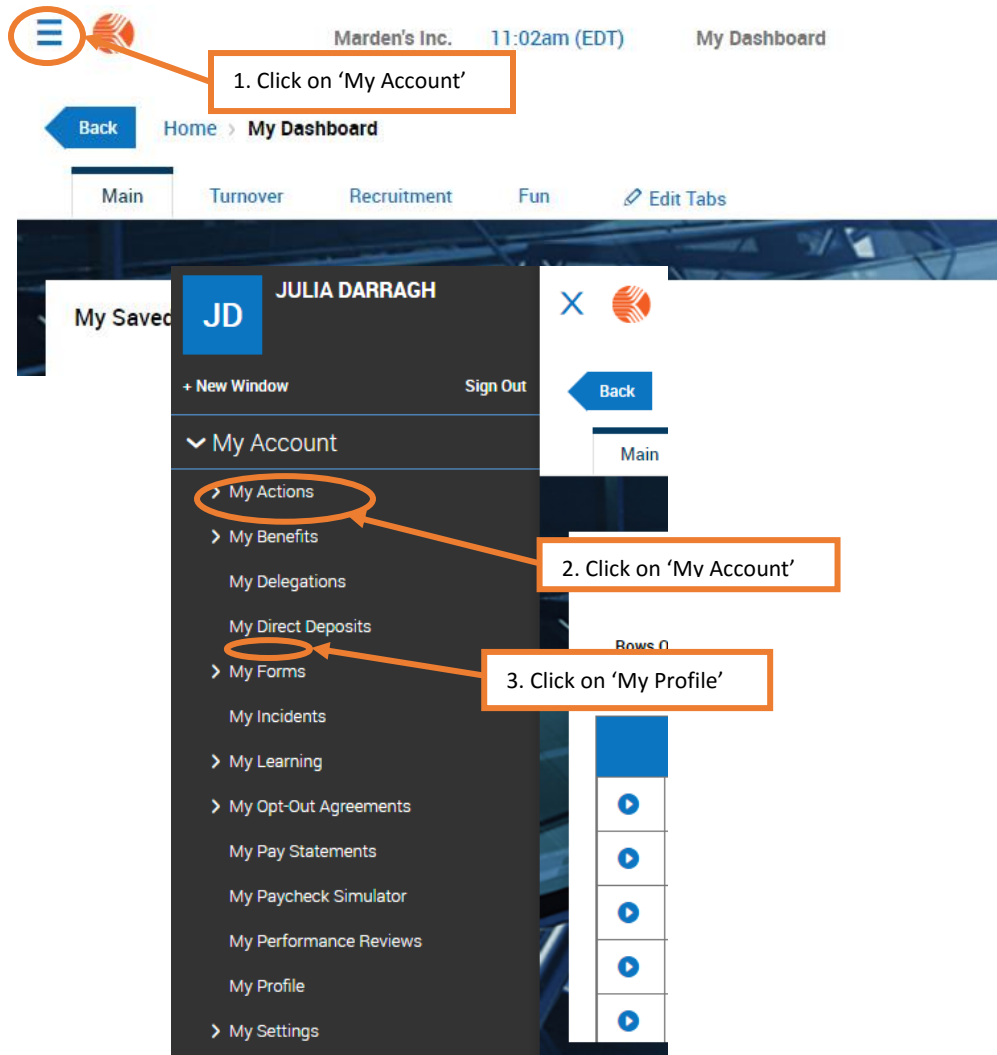 Marden's Inc. 11:02am (EDT) My Dashboard
1. Click on ‘My Account’
Back Home > My Dashboard
Main Turnover Recruitment Fun Edit Tabs
My Saved
JD JULIA DARRAGH
+ New Window Sign Out
Back
My Account
Main
My Actions
My Benefits
2. Click on ‘My Account’
My Delegations
My Direct Deposits
Rows O
My Forms
3. Click on ‘My Profile’
My Incidents
My Learning
My Opt-Out Agreements
My Pay Statements
My Paycheck Simulator
My Performance Reviews
My Profile
My Settings